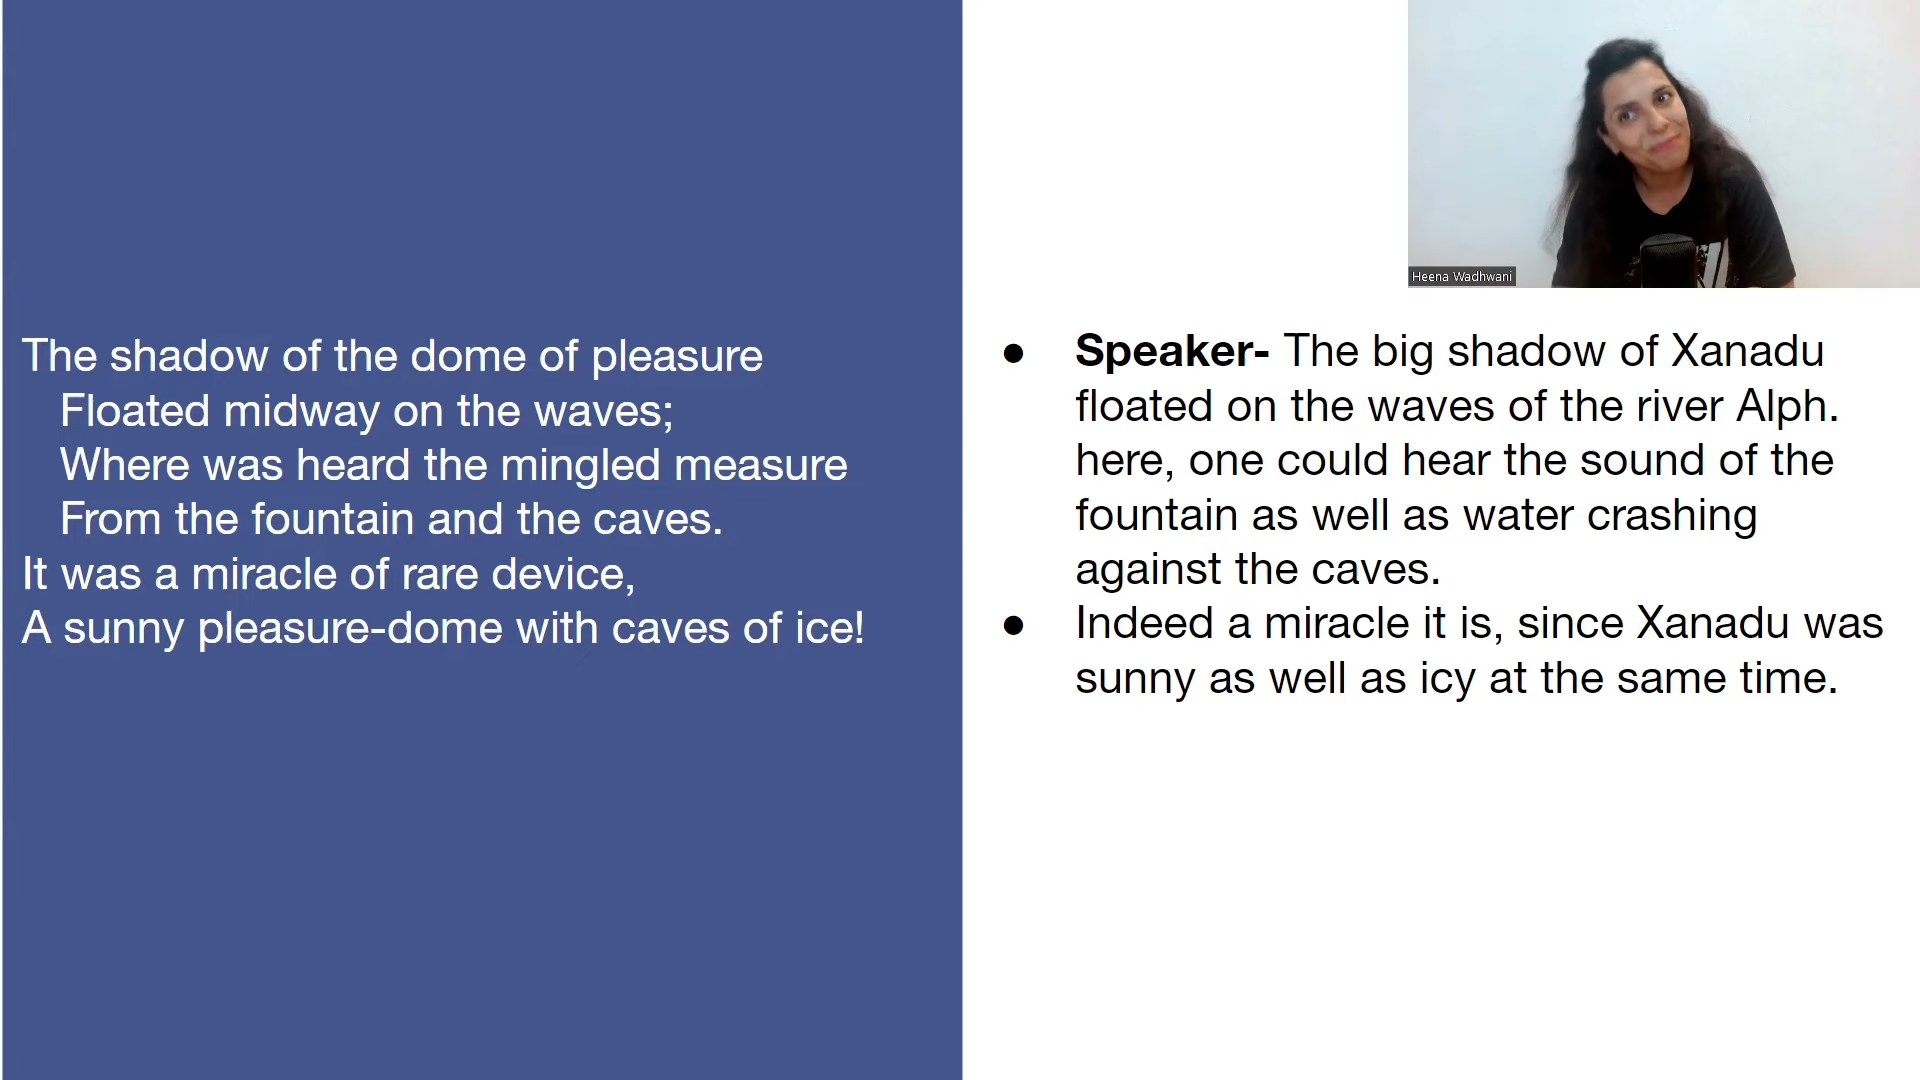 The shadow of the dome of pleasure
Floated midway on the waves;
Where was heard the mingled measure
From the fountain and the caves.
It was a miracle of rare device,
A sunny pleasure-dome with caves of ice!
Heena Wadhwani
● Speaker- The big shadow of Xanadu
floated on the waves of the river Alph.
here, one could hear the sound of the
fountain as well as water crashing
against the caves.
● Indeed a miracle it is, since Xanadu was
sunny as well as icy at the same time.